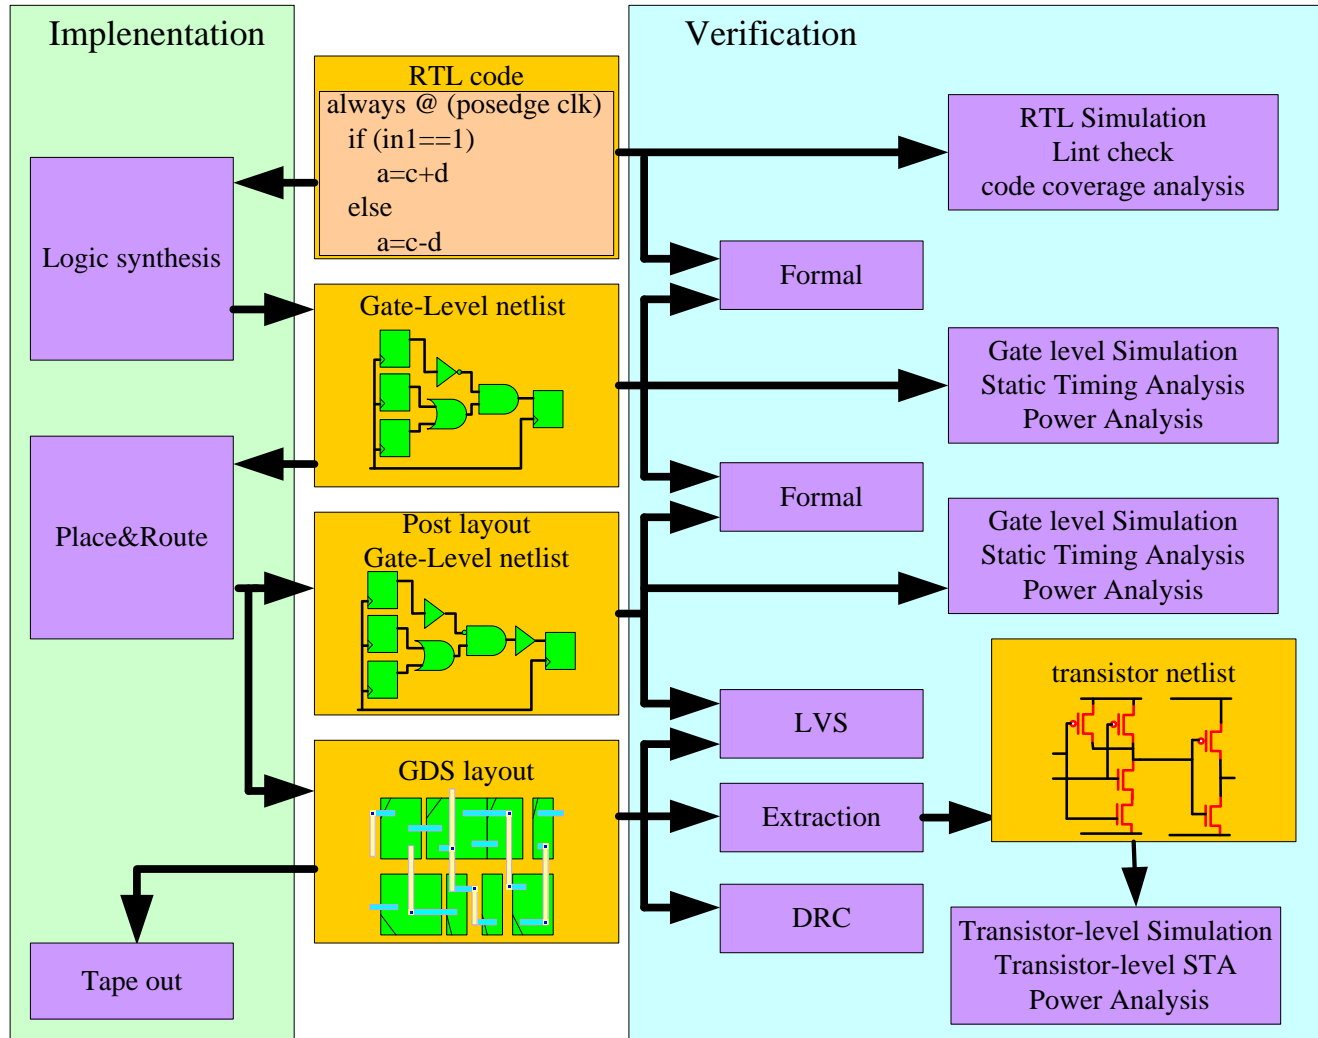 Implenentation
Verification
RTL code
always @ (posedge clk)
if (in1==1)
a=c+d
else
a=c-d
RTL Simulation
Lint check
code coverage analysis
Logic synthesis
Formal
Gate-Level netlist
Gate level Simulation
Static Timing Analysis
Power Analysis
Place&Route
Formal
Post layout
Gate-Level netlist
Gate level Simulation
Static Timing Analysis
Power Analysis
transistor netlist
LVS
GDS layout
Extraction
DRC
Transistor-level Simulation
Transistor-level STA
Power Analysis
Tape out